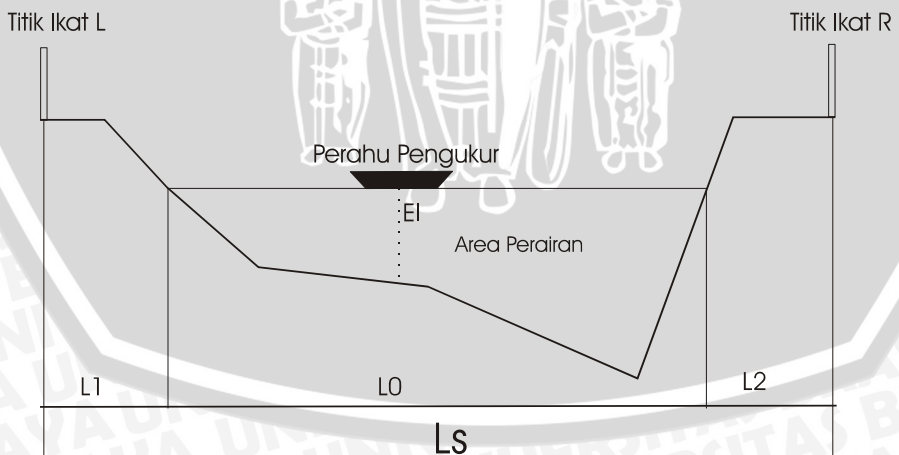 Titik Ikat L
Titik Ikat R
Perahu Pengukur
El
Area Perairan
L1
L0
L2
Ls